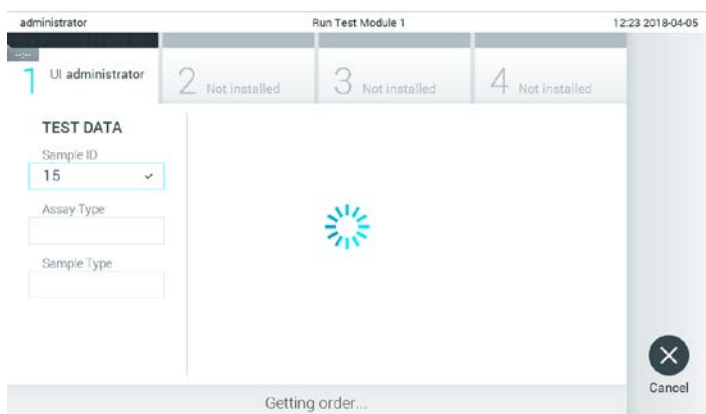 administrator Run Test Module 1 12:23 2018-04-05
1 UI administrator 2 Not installed 3 Not installed 4 Not installed
TEST DATA
Sample ID
15
Assay Type
Sample Type
Cancel
Getting order...